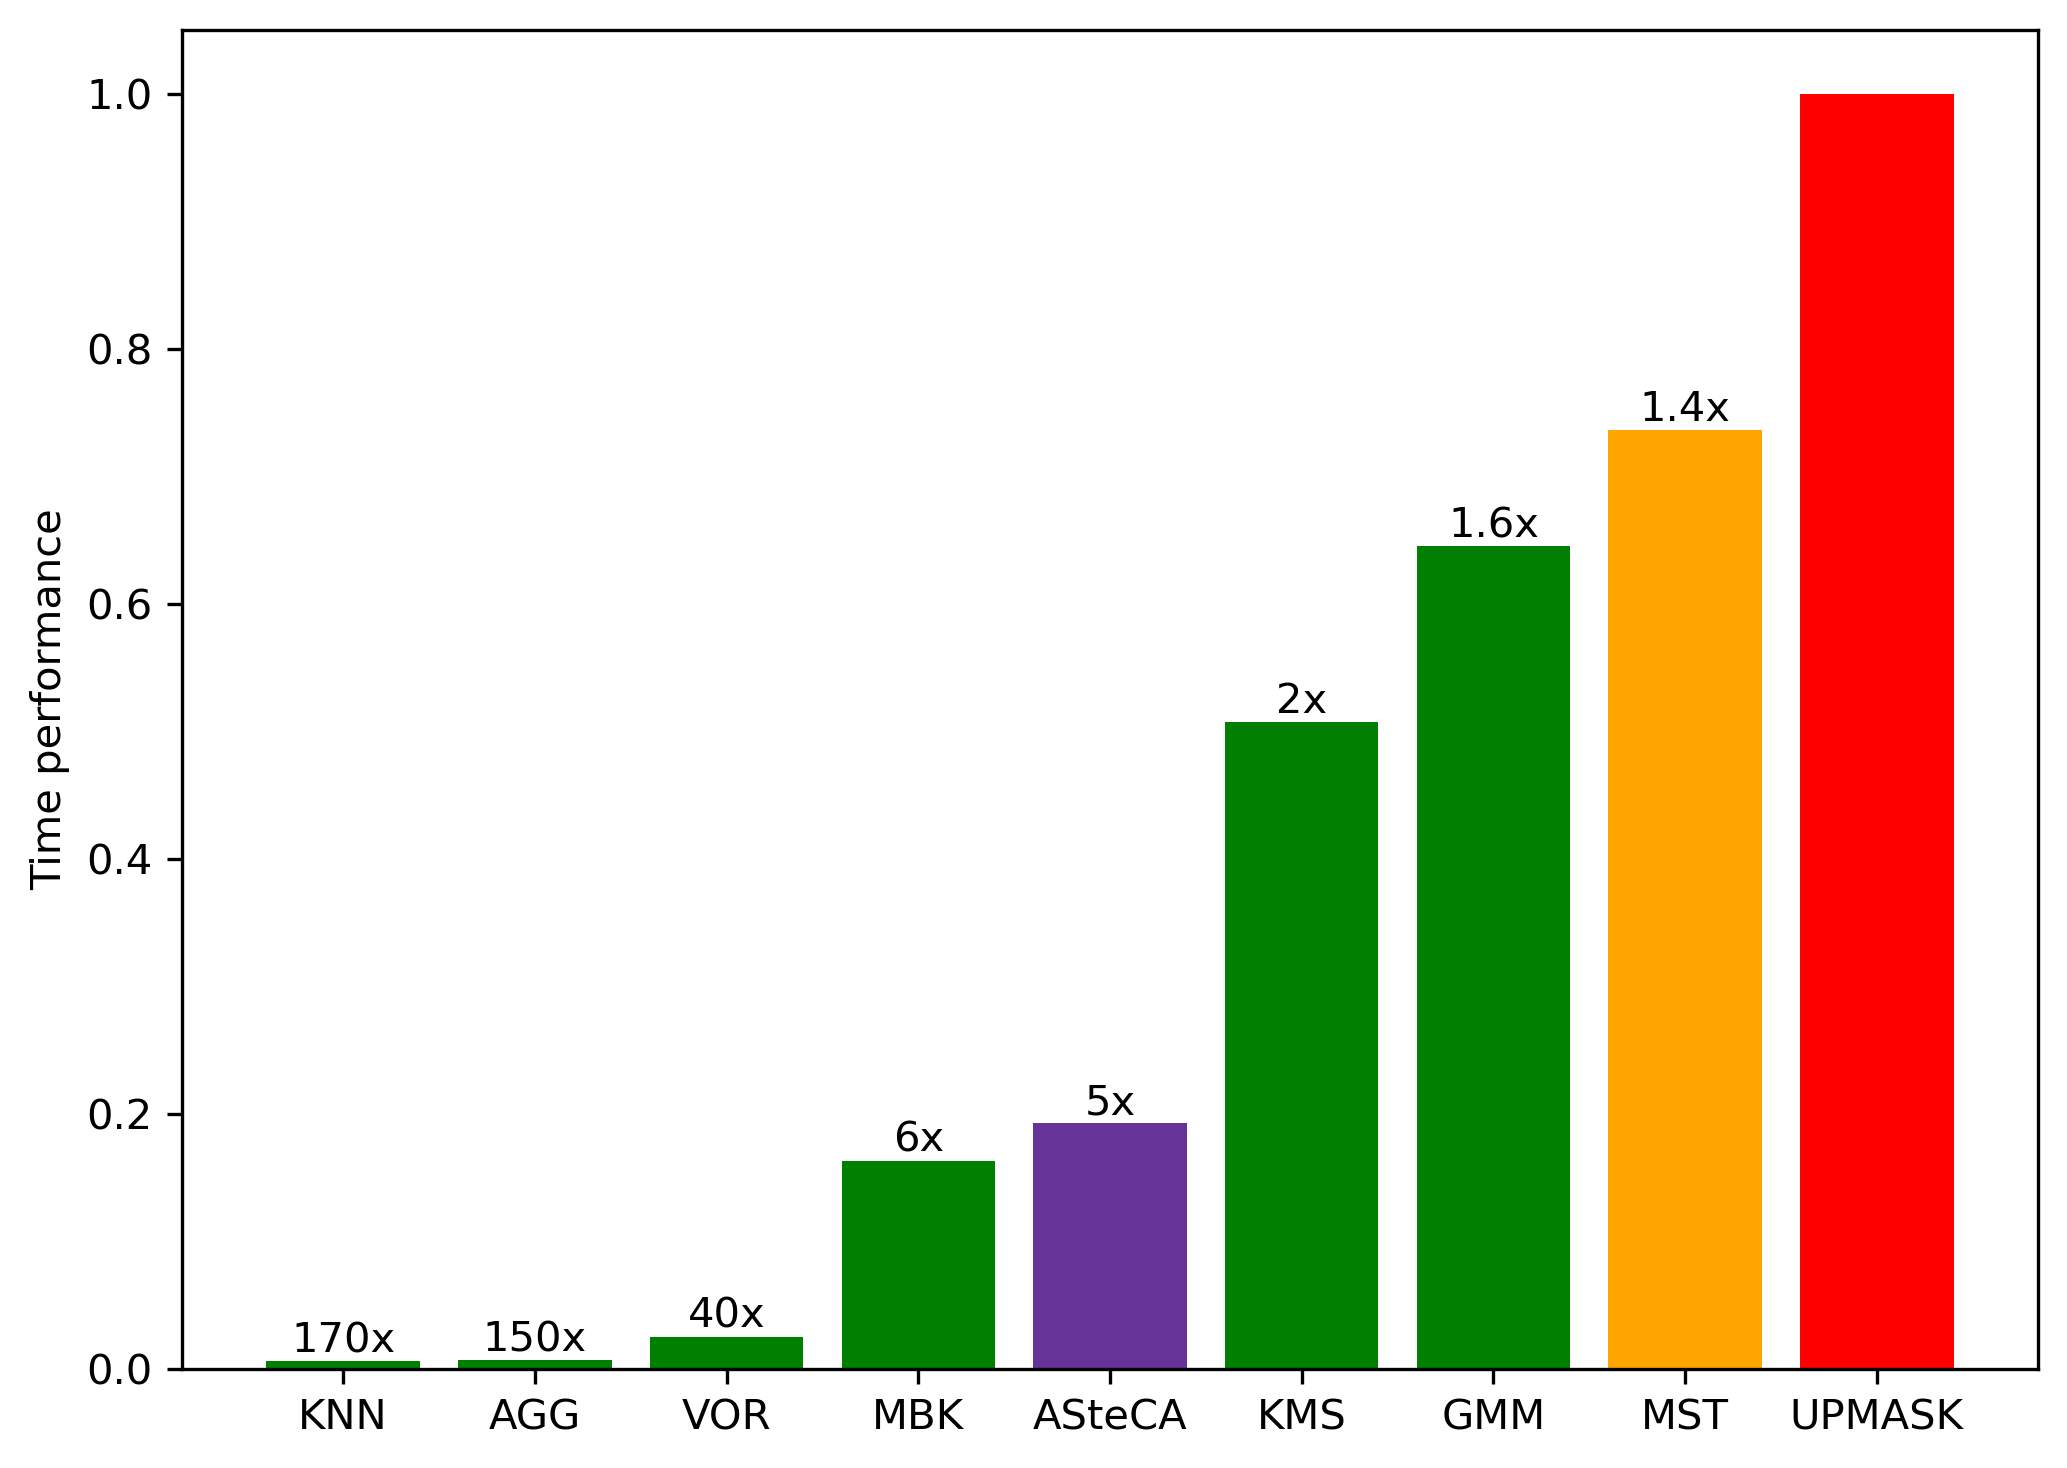 Time performance
1.0
0.8
0.6
0.4
0.2
0.0
170x
150x
40x
6x
5x
2x
1.6x
1.4x
KNN AGG VOR MBK ASteCA KMS GMM MST UPMASK